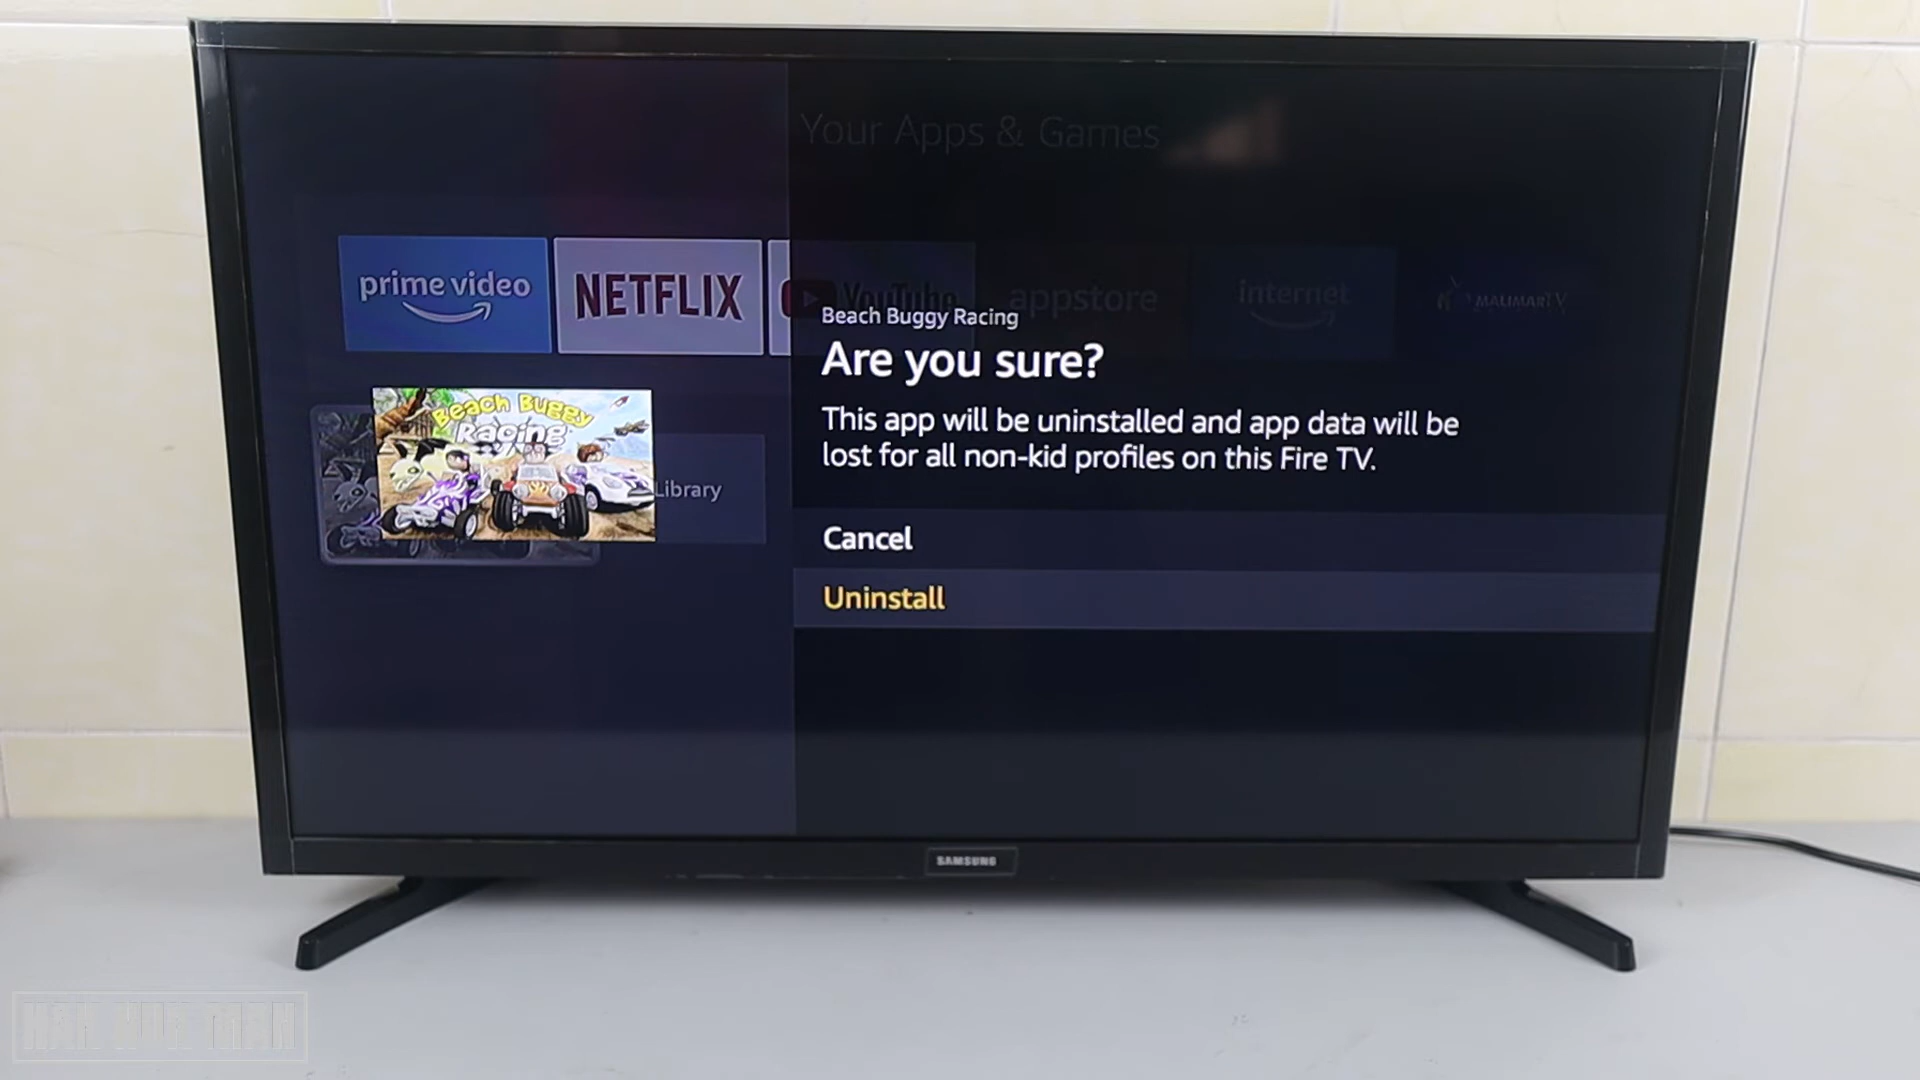 Your Apps & Games
prime video
NETFLIX
YouTube
appstore
internet
MALIMARTV
Beach Buggy Racing
Are you sure?
This app will be uninstalled and app data will be
lost for all non-kid profiles on this Fire TV.
Beach Buggy
Racing
Library
Cancel
Uninstall
SAMSUNG